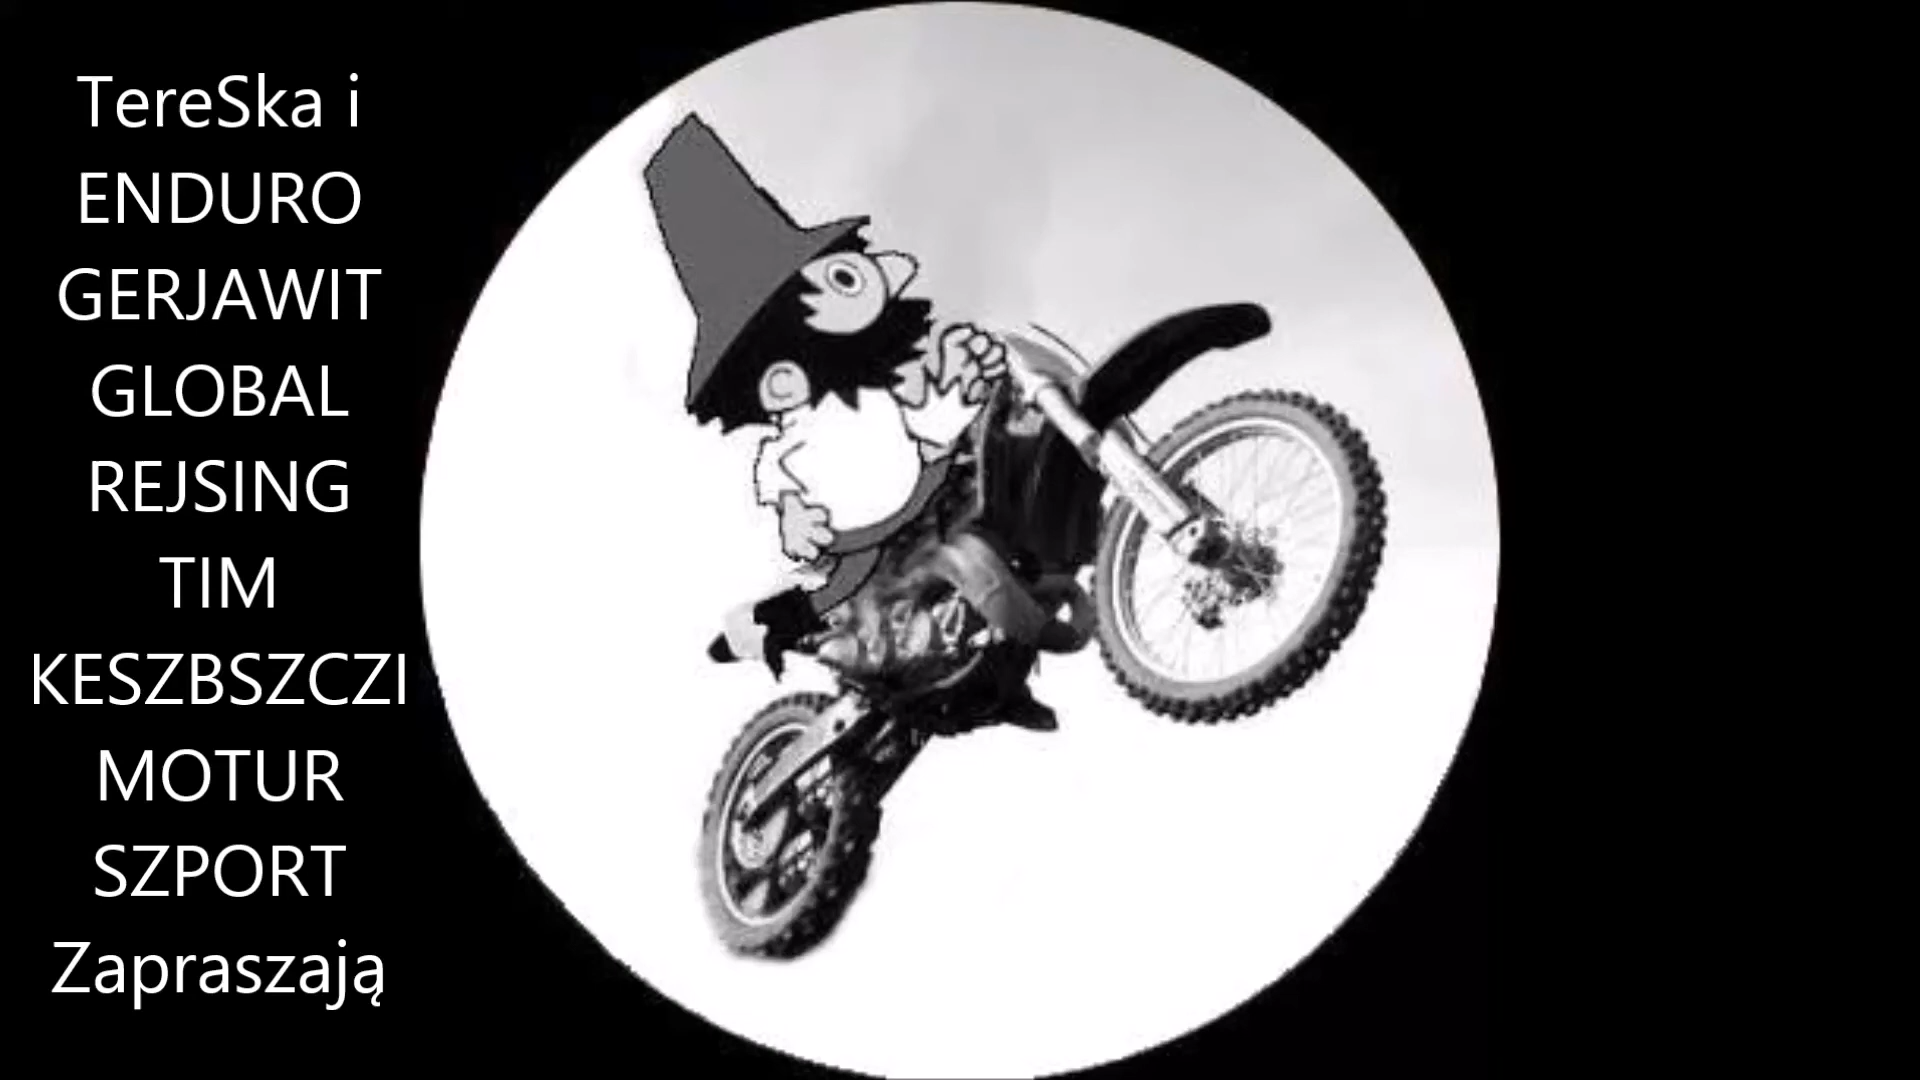 TereSka i
ENDURO
GERJAWIT
GLOBAL
REJSING
TIM
KESZBSZCZI
MOTUR
SZPORT
Zapraszają